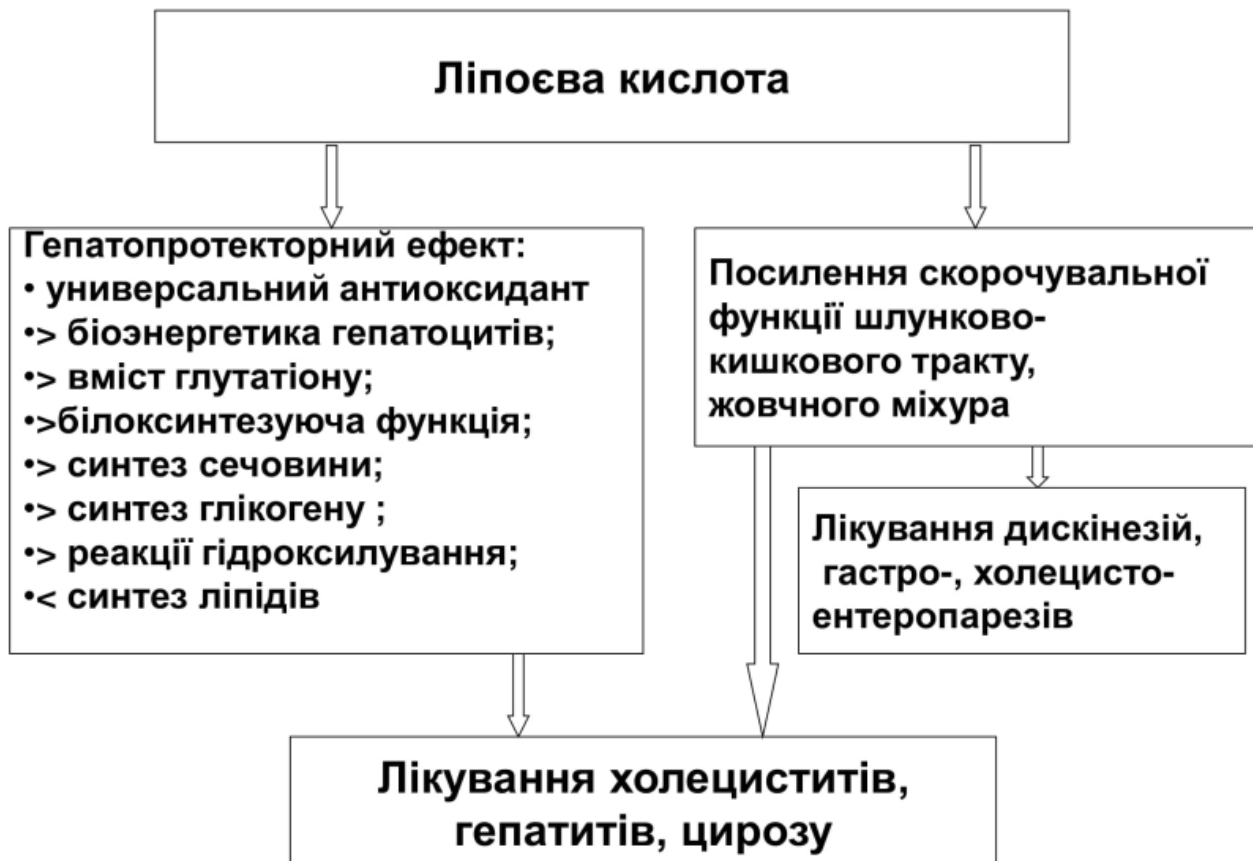 Ліпоєва кислота
Гепатопротекторний ефект:
• универсальний антиоксидант
•> біоэнергетика гепатоцитів;
•> вміст глутатіону;
•>білоксинтезуюча функція;
•> синтез сечовини;
•> синтез глікогену ;
•> реакції гідроксилування;
•< синтез ліпідів
Посилення скорочувальної
функції шлунково-
кишкового тракту,
жовчного міхура
Лікування дискінезій,
гастро-, холецисто-
ентеропарезів
Лікування холециститів,
гепатитів, цирозу